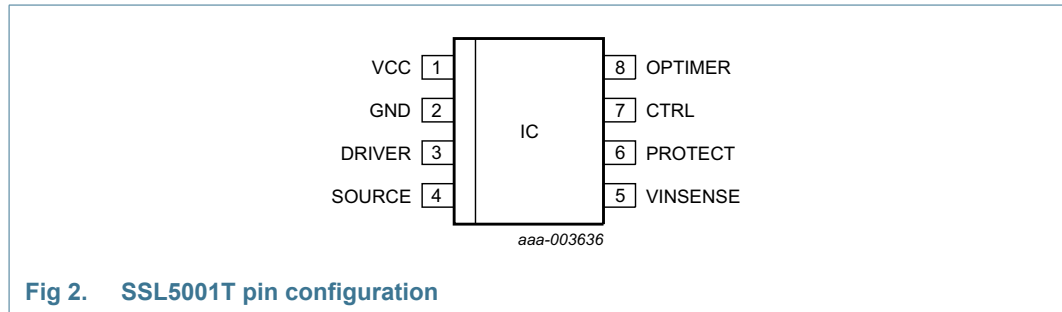 VCC 1 8 OPTIMER
GND 2 7 CTRL
IC
DRIVER 3 6 PROTECT
SOURCE 4 5 VINSENSE
aaa-003636
Fig 2. SSL5001T pin configuration